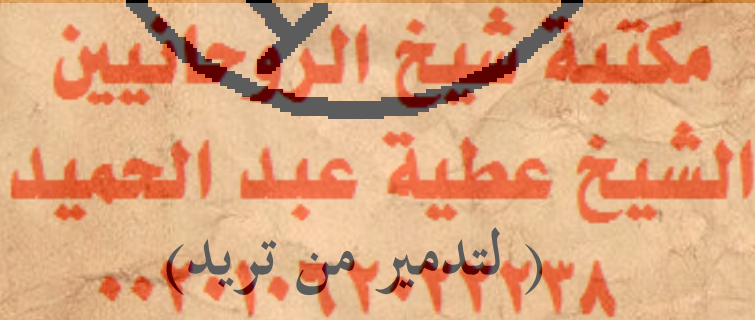 مكتبة شيخ الروحانيين
الشيخ عطية عبد الحميد
( لتدمير من تريد )